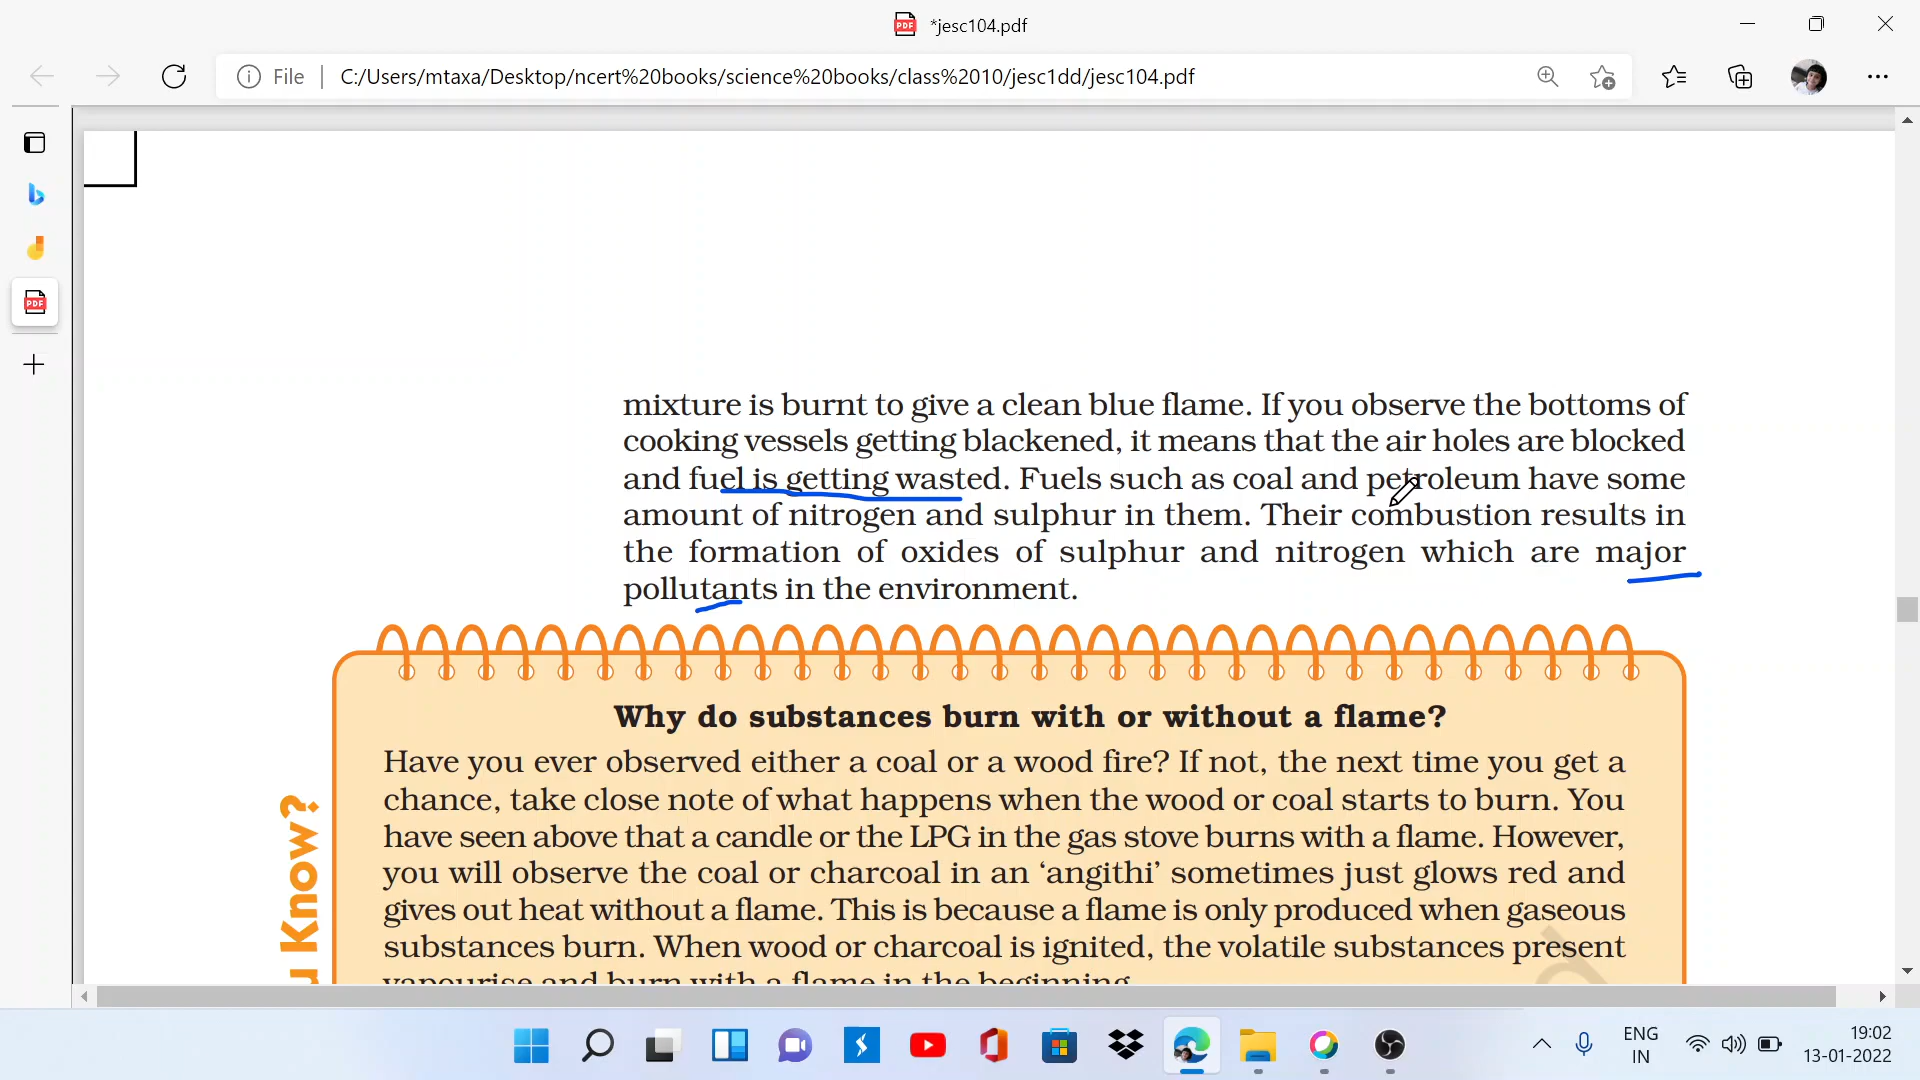 *jesc104.pdf
File
C:/Users/mtaxa/Desktop/ncert%20books/science%20books/class%2010/jesc1dd/jesc104.pdf
mixture is burnt to give a clean blue flame. If you observe the bottoms of
cooking vessels getting blackened, it means that the air holes are blocked
and fuel is getting wasted. Fuels such as coal and petroleum have some
amount of nitrogen and sulphur in them. Their combustion results in
the formation of oxides of sulphur and nitrogen which are major
pollutants in the environment.
Why do substances burn with or without a flame?
Have you ever observed either a coal or a wood fire? If not, the next time you get a
chance, take close note of what happens when the wood or coal starts to burn. You
have seen above that a candle or the LPG in the gas stove burns with a flame. However,
you will observe the coal or charcoal in an ‘angithi’ sometimes just glows red and
gives out heat without a flame. This is because a flame is only produced when gaseous
substances burn. When wood or charcoal is ignited, the volatile substances present
vapourise and burn with a flame in the beginning.
u Know?
ENG
IN
19:02
13-01-2022